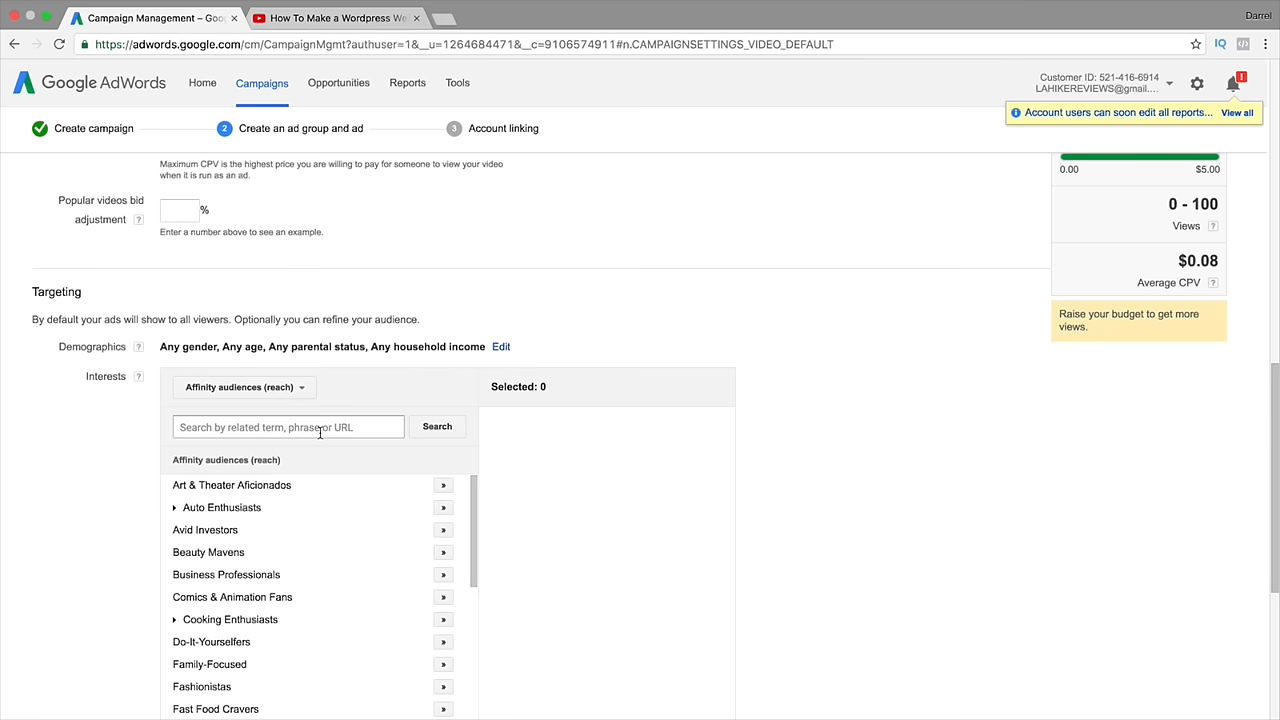 Campaign Management – Goo
How To Make a Wordpress We
Darrel
https://adwords.google.com/cm/CampaignMgmt?authuser=1&__u=1264684471&__c=9106574911#n.CAMPAIGNSETTINGS_VIDEO_DEFAULT
IQ
Google AdWords
Home
Campaigns
Opportunities
Reports
Tools
Customer ID: 521-416-6914
LAHIKEREVIEWS@gmail....
!
Account users can soon edit all reports... View all
Create campaign
2 Create an ad group and ad
3 Account linking
Maximum CPV is the highest price you are willing to pay for someone to view your video
when it is run as an ad.
0.00 $5.00
Popular videos bid
adjustment ?
%
Enter a number above to see an example.
0 - 100
Views ?
$0.08
Average CPV ?
Raise your budget to get more
views.
Targeting
By default your ads will show to all viewers. Optionally you can refine your audience.
Demographics ? Any gender, Any age, Any parental status, Any household income Edit
Interests ?
Affinity audiences (reach)
Selected: 0
Search by related term, phrase or URL
Search
Affinity audiences (reach)
Art & Theater Aficionados »
Auto Enthusiasts »
Avid Investors »
Beauty Mavens »
Business Professionals »
Comics & Animation Fans »
Cooking Enthusiasts »
Do-It-Yourselfers »
Family-Focused »
Fashionistas »
Fast Food Cravers »